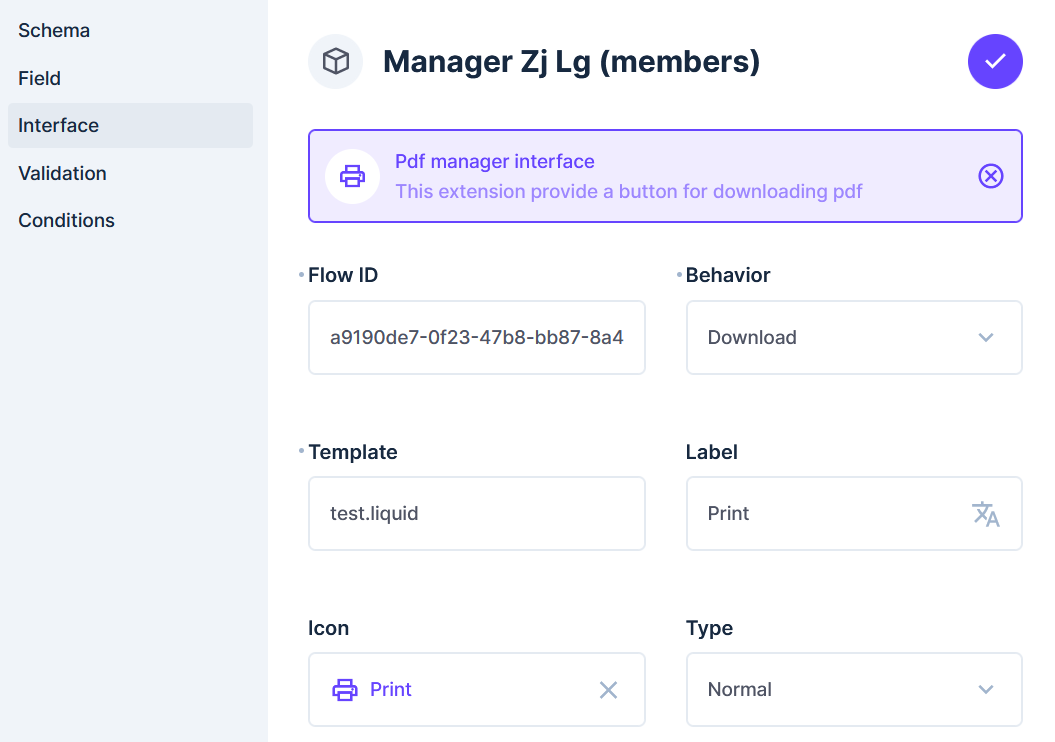 Schema
Field
Interface
Validation
Conditions
Manager Zj Lg (members)
Pdf manager interface
This extension provide a button for downloading pdf
Flow ID
a9190de7-0f23-47b8-bb87-8a4
Behavior
Download
Template
test.liquid
Label
Print
Icon
Print
Type
Normal